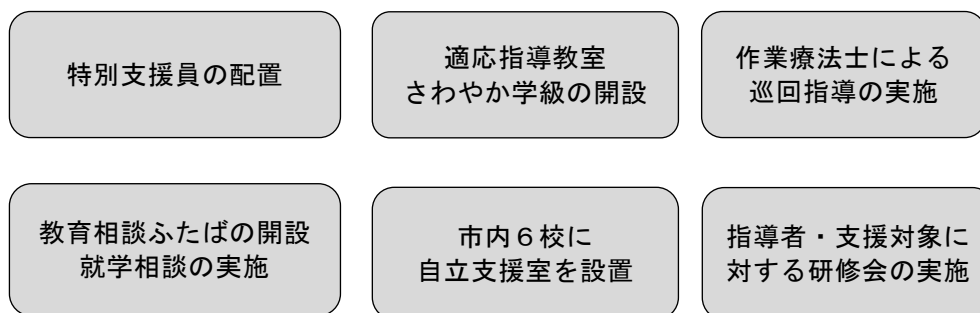 特別支援員の配置
適応指導教室
さわやか学級の開設
作業療法士による
巡回指導の実施
教育相談ふたばの開設
就学相談の実施
市内６校に
自立支援室を設置
指導者・支援対象に
対する研修会の実施